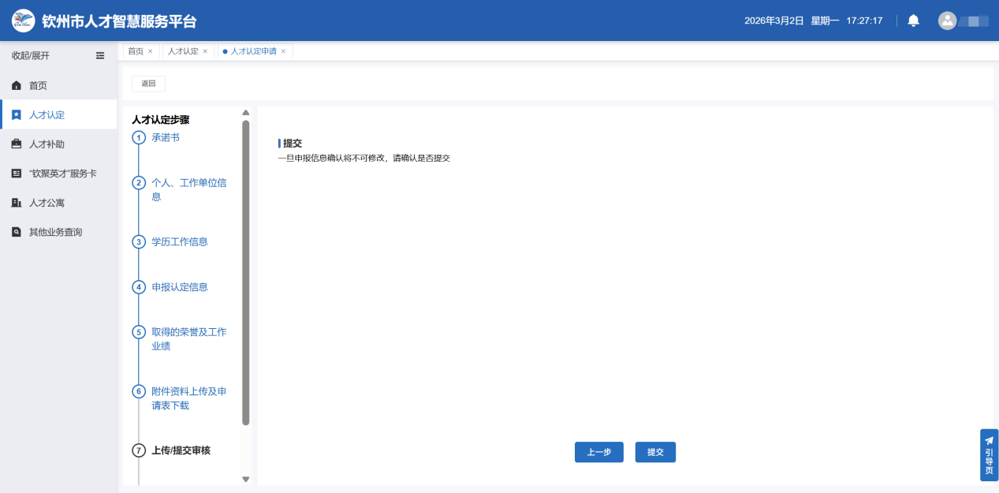 钦州市人才智慧服务平台
2026年3月2日 星期一 17:27:17
收起/展开
首页
人才认定
人才补助
“钦聚英才”服务卡
人才公寓
其他业务查询
首页 × 人才认定 × 人才认定申请 ×
返回
人才认定步骤
1 承诺书
2 个人、工作单位信
息
3 学历工作信息
4 申报认定信息
5 取得的荣誉及工作
业绩
6 附件资料上传及申
请表下载
7 上传/提交审核
提交
一旦申报信息确认将不可修改，请确认是否提交
上一步 提交
引导页